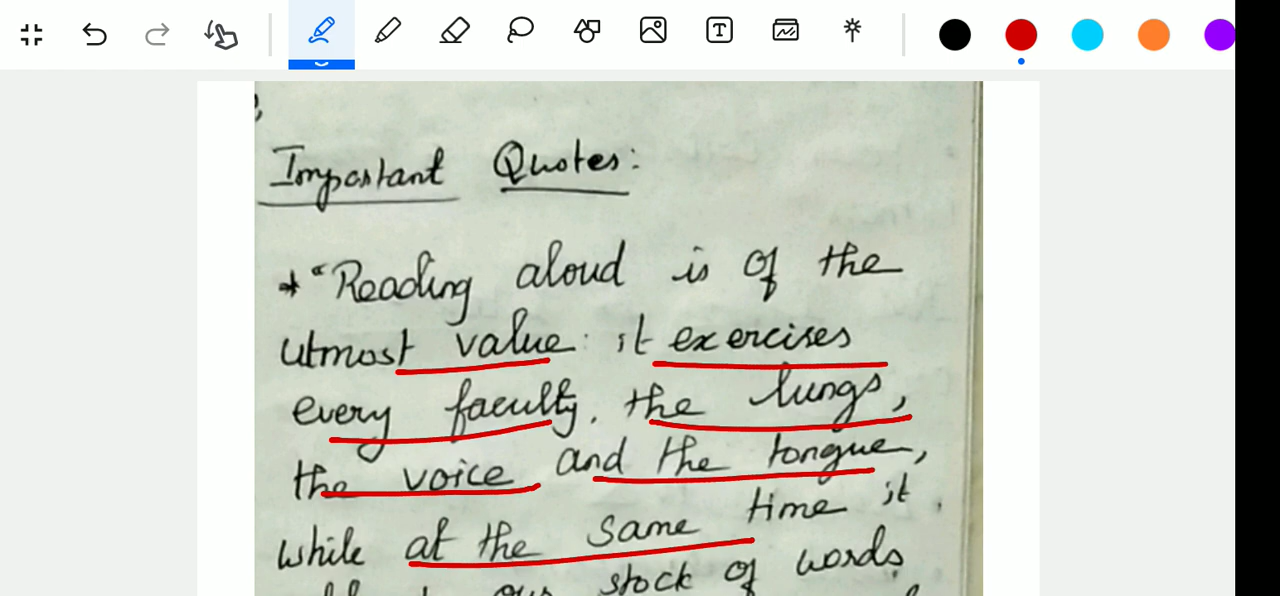 Important Quotes:
* "Reading aloud is of the
utmost value: it exercises
every faculty, the lungs,
the voice and the tongue,
while at the same time it
our stock of words